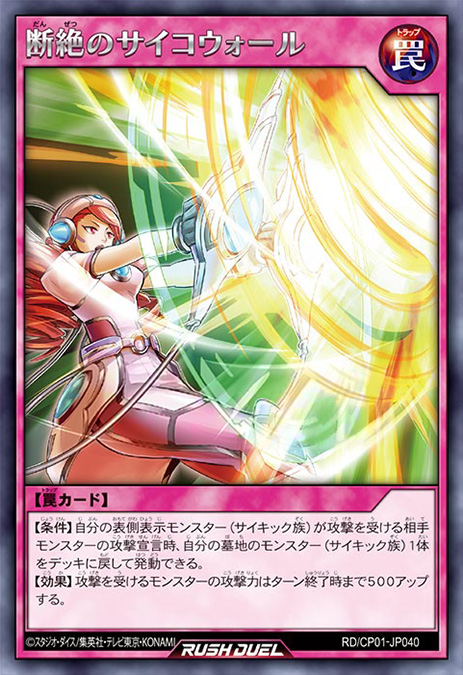 断絶のサイコウォール
罠
【罠カード】
【条件】自分の表側表示モンスター(サイキック族)が攻撃を受ける相手
モンスターの攻撃宣言時、自分の墓地のモンスター(サイキック族)1体
をデッキに戻して発動できる。
【効果】攻撃を受けるモンスターの攻撃力はターン終了時まで500アップ
する。
©スタジオ・ダイス/集英社・テレビ東京・KONAMI
RUSH DUEL
RD/CP01-JP040